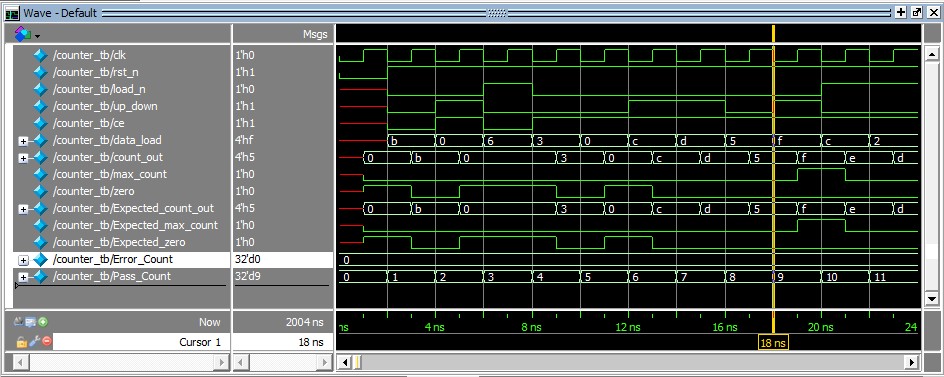 Wave - Default
Msgs
/counter_tb/clk 1'h0
/counter_tb/rst_n 1'h1
/counter_tb/load_n 1'h0
/counter_tb/up_down 1'h1
/counter_tb/ce 1'h1
/counter_tb/data_load 4'hf b 0 6 3 0 c d 5 f c 2
/counter_tb/count_out 4'h5 0 b 0 3 0 c d 5 f e d
/counter_tb/max_count 1'h0
/counter_tb/zero 1'h0
/counter_tb/Expected_count_out 4'h5 0 b 0 3 0 c d 5 f e d
/counter_tb/Expected_max_count 1'h0
/counter_tb/Expected_zero 1'h0
/counter_tb/Error_Count 32'd0 0
/counter_tb/Pass_Count 32'd9 0 1 2 3 4 5 6 7 8 9 10 11
Now 2004 ns ns 4 ns 8 ns 12 ns 16 ns 20 ns 24
Cursor 1 18 ns 18 ns